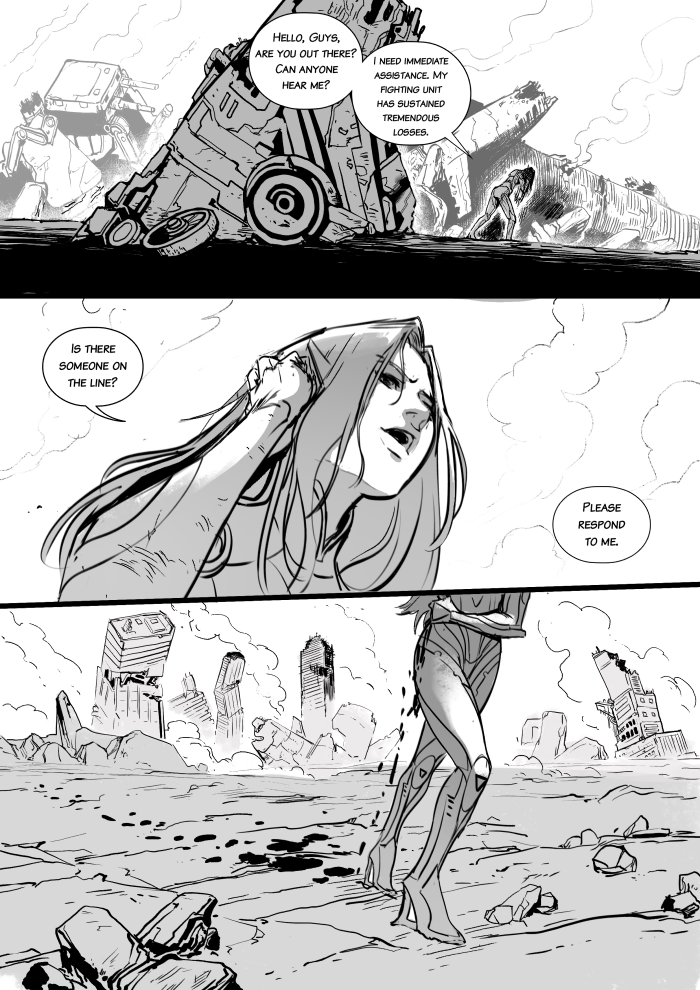 Hello, Guys,
are you out there?
Can anyone
hear me?
I need immediate
assistance. My
fighting unit
has sustained
tremendous
losses.
Is there
someone on
the line?
Please
respond
to me.